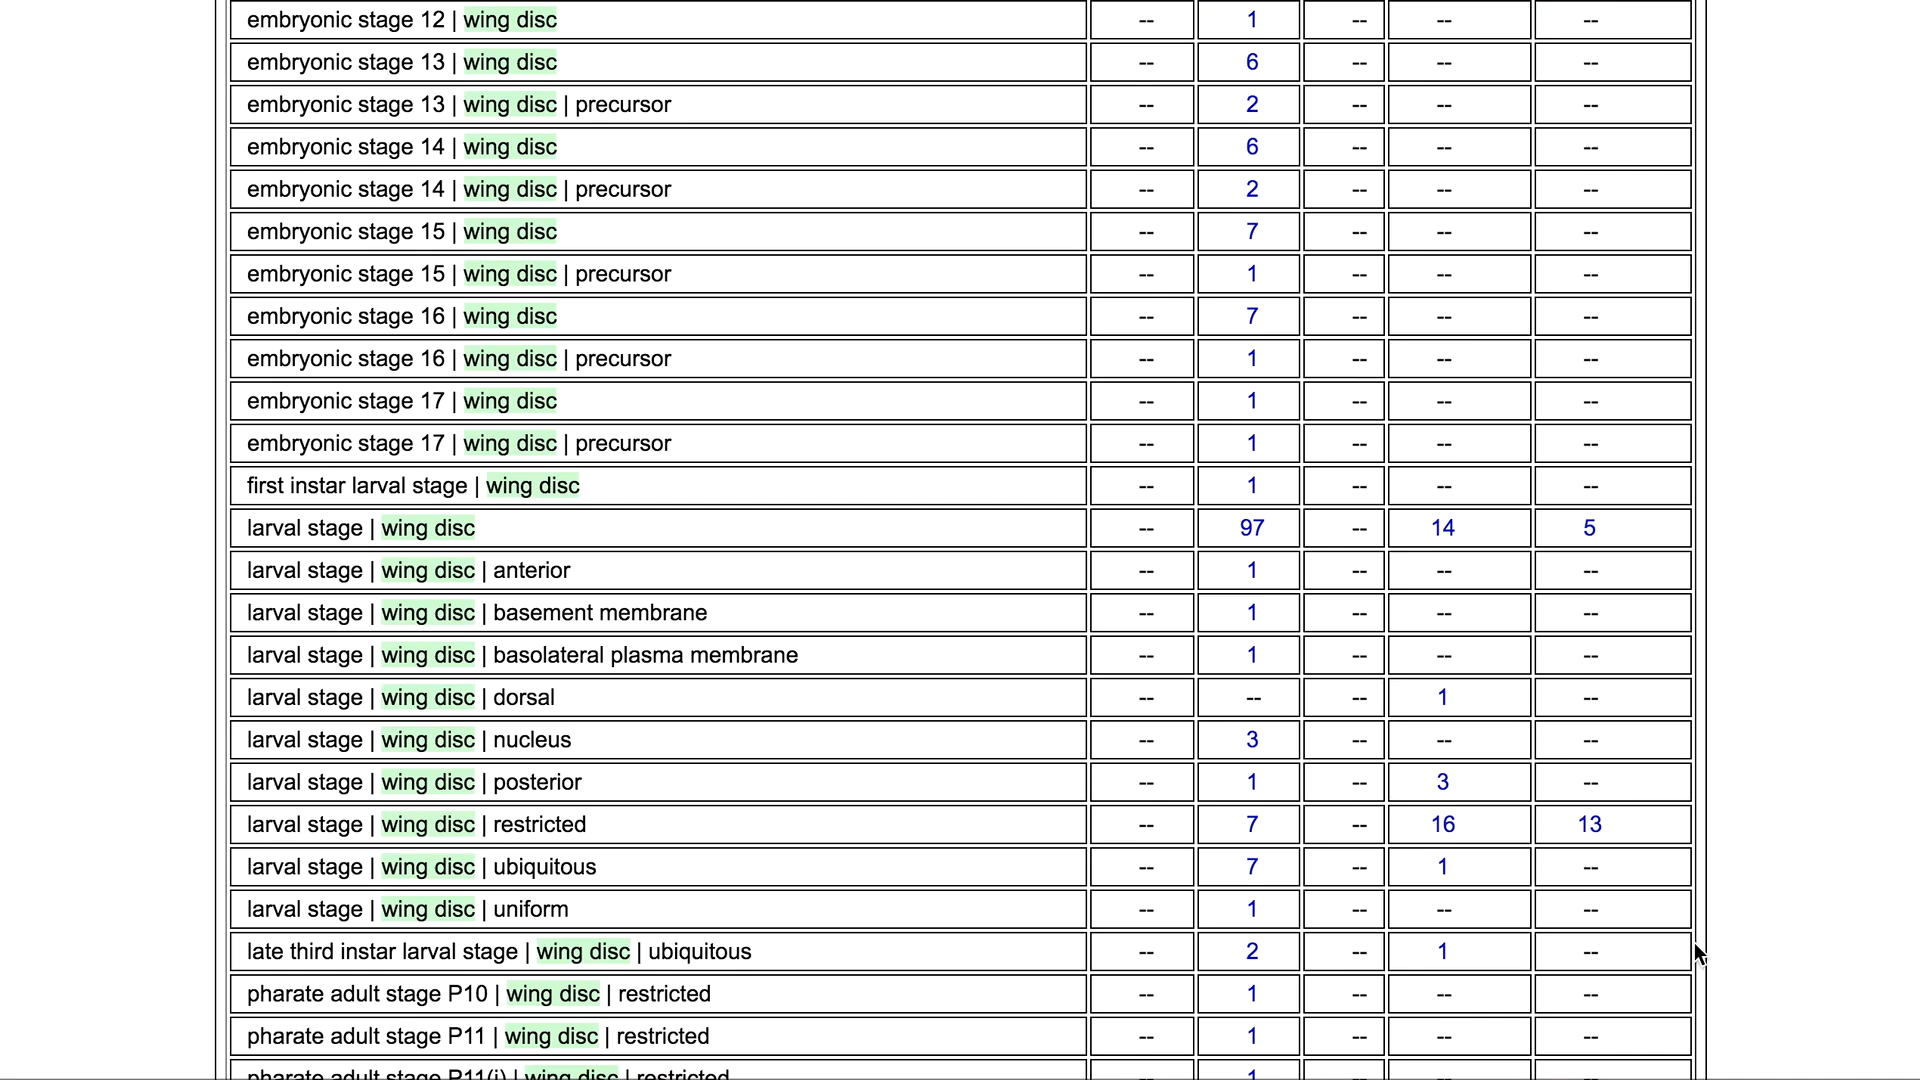 embryonic stage 12 | wing disc -- 1 -- -- --
embryonic stage 13 | wing disc -- 6 -- -- --
embryonic stage 13 | wing disc | precursor -- 2 -- -- --
embryonic stage 14 | wing disc -- 6 -- -- --
embryonic stage 14 | wing disc | precursor -- 2 -- -- --
embryonic stage 15 | wing disc -- 7 -- -- --
embryonic stage 15 | wing disc | precursor -- 1 -- -- --
embryonic stage 16 | wing disc -- 7 -- -- --
embryonic stage 16 | wing disc | precursor -- 1 -- -- --
embryonic stage 17 | wing disc -- 1 -- -- --
embryonic stage 17 | wing disc | precursor -- 1 -- -- --
first instar larval stage | wing disc -- 1 -- -- --
larval stage | wing disc -- 97 -- 14 5
larval stage | wing disc | anterior -- 1 -- -- --
larval stage | wing disc | basement membrane -- 1 -- -- --
larval stage | wing disc | basolateral plasma membrane -- 1 -- -- --
larval stage | wing disc | dorsal -- -- -- 1 --
larval stage | wing disc | nucleus -- 3 -- -- --
larval stage | wing disc | posterior -- 1 -- 3 --
larval stage | wing disc | restricted -- 7 -- 16 13
larval stage | wing disc | ubiquitous -- 7 -- 1 --
larval stage | wing disc | uniform -- 1 -- -- --
late third instar larval stage | wing disc | ubiquitous -- 2 -- 1 --
pharate adult stage P10 | wing disc | restricted -- 1 -- -- --
pharate adult stage P11 | wing disc | restricted -- 1 -- -- --
pharate adult stage P11(i) | wing disc | restricted -- 1 -- -- --